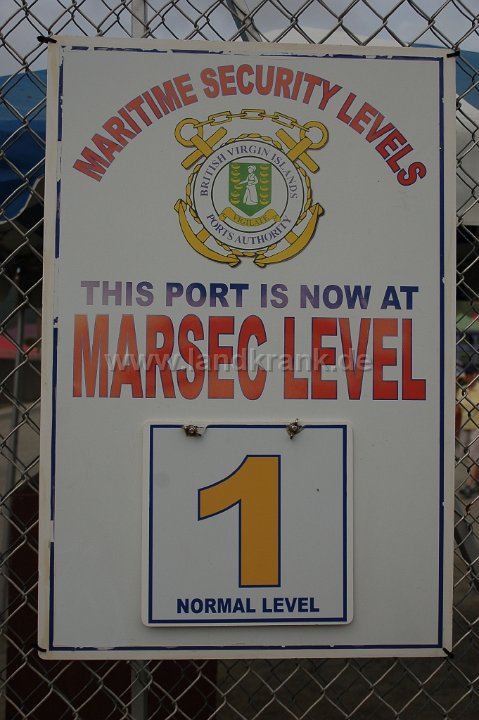 MARITIME SECURITY LEVELS
BRITISH VIRGIN ISLANDS
VIGILATE
PORTS AUTHORITY
THIS PORT IS NOW AT
MARSEC LEVEL
www.landkrank.de
1
NORMAL LEVEL